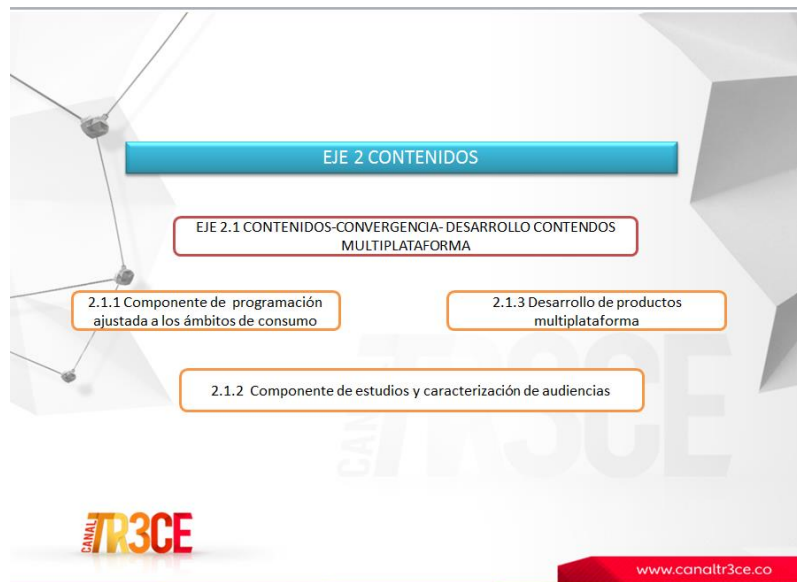 EJE 2 CONTENIDOS
EJE 2.1 CONTENIDOS-CONVERGENCIA- DESARROLLO CONTENDOS
MULTIPLATAFORMA
2.1.1 Componente de programación
ajustada a los ámbitos de consumo
2.1.3 Desarrollo de productos
multiplataforma
2.1.2 Componente de estudios y caracterización de audiencias
CANAL
TR3CE
CANAL
TR3CE
www.canaltr3ce.co